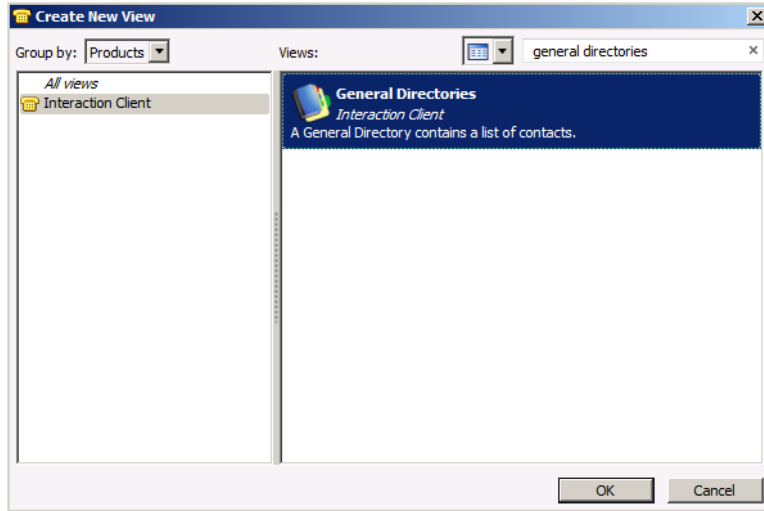 Create New View
Group by: Products
Views:
general directories
All views
Interaction Client
General Directories
Interaction Client
A General Directory contains a list of contacts.
OK
Cancel